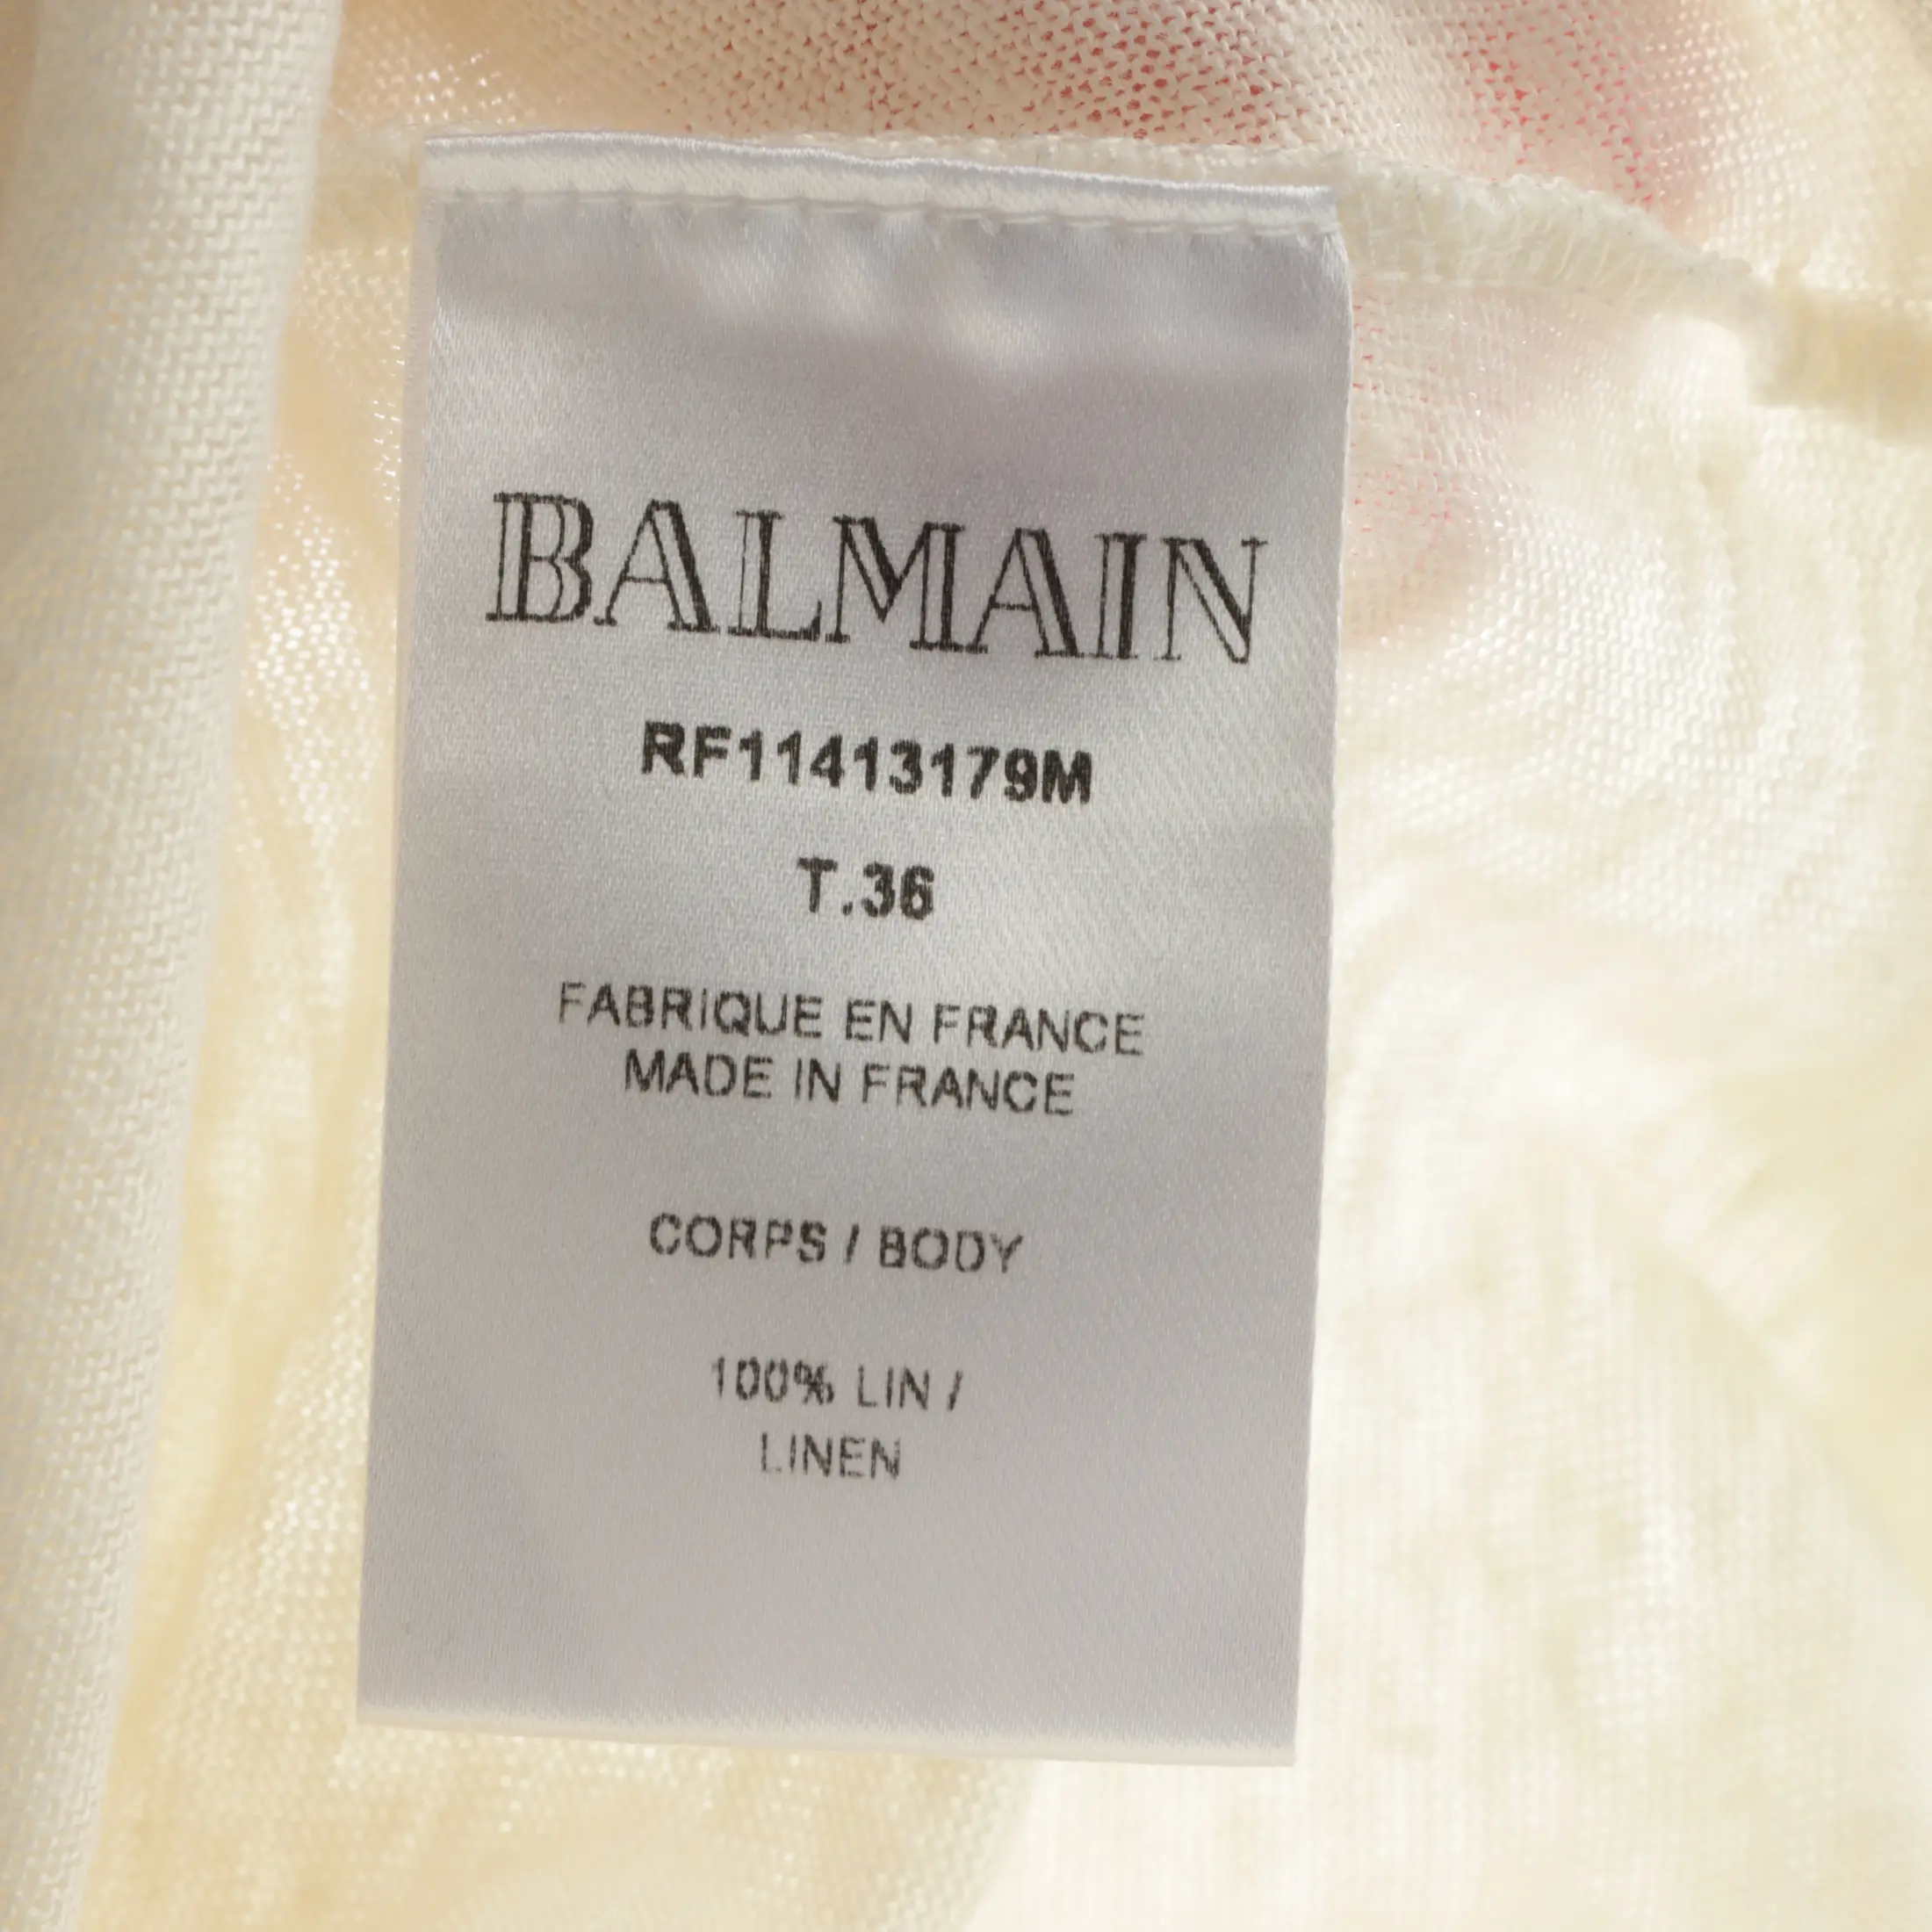 BALMAIN
RF11413179M
T.36
FABRIQUE EN FRANCE
MADE IN FRANCE
CORPS / BODY
100% LIN /
LINEN